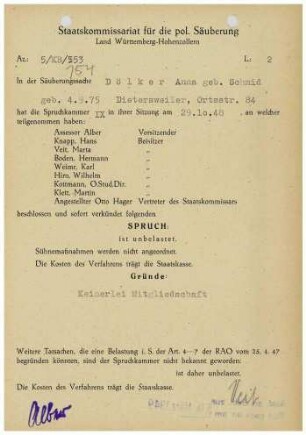 Staatskommissariat für die pol. Säuberung
Land Württemberg-Hohenzollern
Az.: 5/KB/353 L: 2
754
In der Säuberungssache Dölker Anna geb. Schmid
geb. 4.9.75 Dietersweiler, Ortsstr. 84
hat die Spruchkammer IX in ihrer Sitzung am 29.10.48, an welcher
teilgenommen haben:
Assessor Alber Vorsitzender
Knapp, Hans Beisitzer
Veit, Marta "
Boden, Hermann "
Weimr, Karl "
Hirn, Wilhelm "
Kottmann, O.Stud.Dir. "
Klett, Martin "
Angestellter Otto Hager Vertreter des Staatskommissars
beschlossen und sofort verkündet folgenden
SPRUCH:
ist unbelastet.
Sühnemaßnahmen werden nicht angeordnet.
Die Kosten des Verfahrens trägt die Staatskasse.
Gründe:
Keinerlei Mitgliedschaft
Weitere Tatsachen, die eine Belastung i. S. der Art. 4—7 der RAO vom 25. 4. 47
begründen können, sind der Spruchkammer nicht bekannt geworden.
ist daher unbelastet.
Die Kosten des Verfahrens trägt die Staatskasse.
Alber Veit